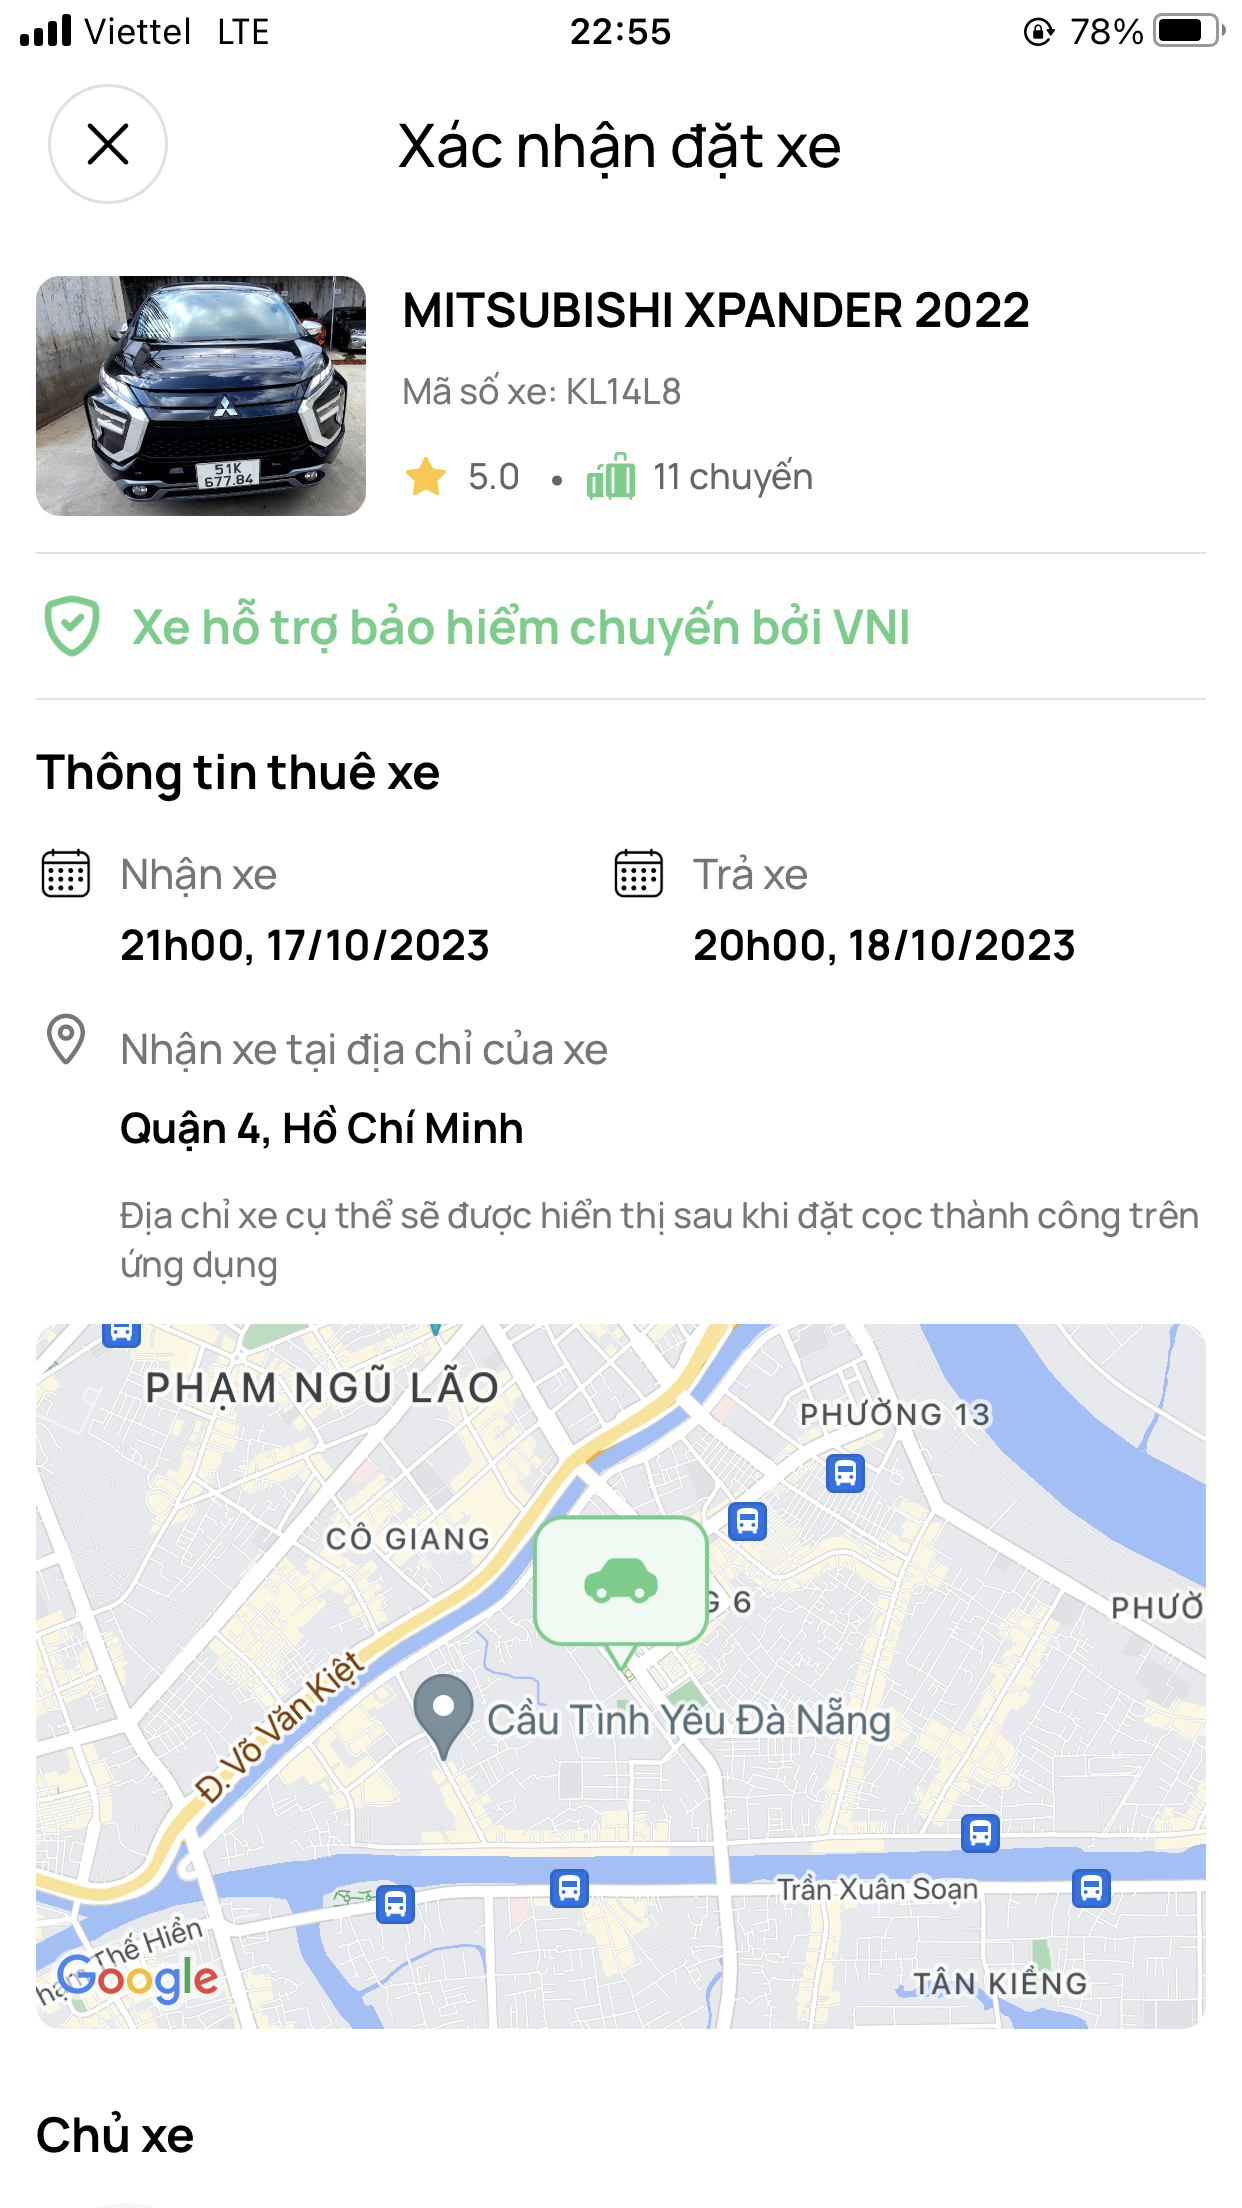 Viettel LTE 22:55 78%
Xác nhận đặt xe
MITSUBISHI XPANDER 2022
Mã số xe: KL14L8
5.0 • 11 chuyến
51K
677.84
Xe hỗ trợ bảo hiểm chuyến bởi VNI
Thông tin thuê xe
Nhận xe
21h00, 17/10/2023
Trả xe
20h00, 18/10/2023
Nhận xe tại địa chỉ của xe
Quận 4, Hồ Chí Minh
Địa chỉ xe cụ thể sẽ được hiển thị sau khi đặt cọc thành công trên
ứng dụng
PHẠM NGŨ LÃO
PHƯỜNG 13
CÔ GIANG
G 6
PHƯỜ
Đ. Võ Văn Kiệt
Cầu Tình Yêu Đà Nẵng
Trần Xuân Soạn
Thế Hiển
Google
TÂN KIỂNG
Chủ xe